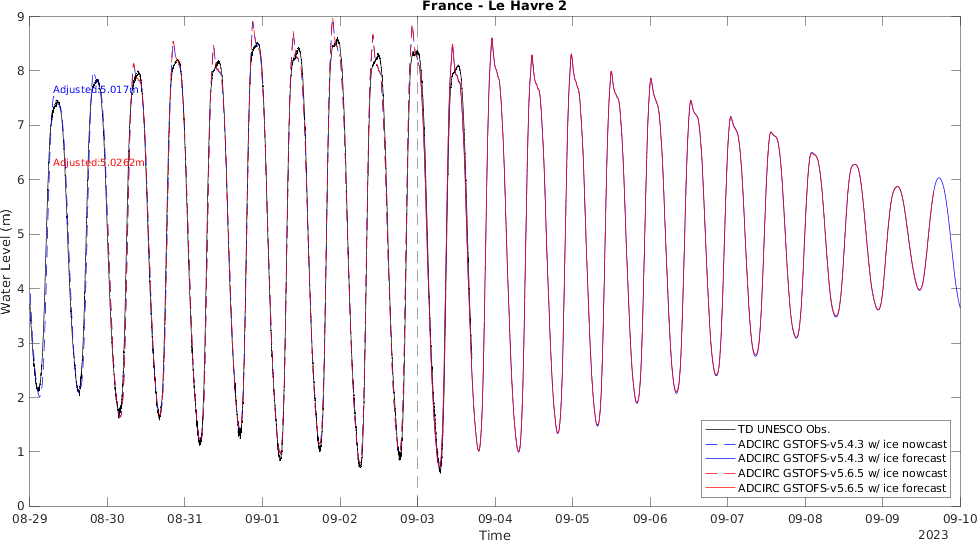 France - Le Havre 2
9
8
7
6
5
4
3
2
1
0
Water Level (m)
Adjusted:5.017m
Adjusted:5.0262m
TD UNESCO Obs.
ADCIRC GSTOFS-v5.4.3 w/ ice nowcast
ADCIRC GSTOFS-v5.4.3 w/ ice forecast
ADCIRC GSTOFS-v5.6.5 w/ ice nowcast
ADCIRC GSTOFS-v5.6.5 w/ ice forecast
08-29 08-30 08-31 09-01 09-02 09-03 09-04 09-05 09-06 09-07 09-08 09-09 09-10
Time
2023